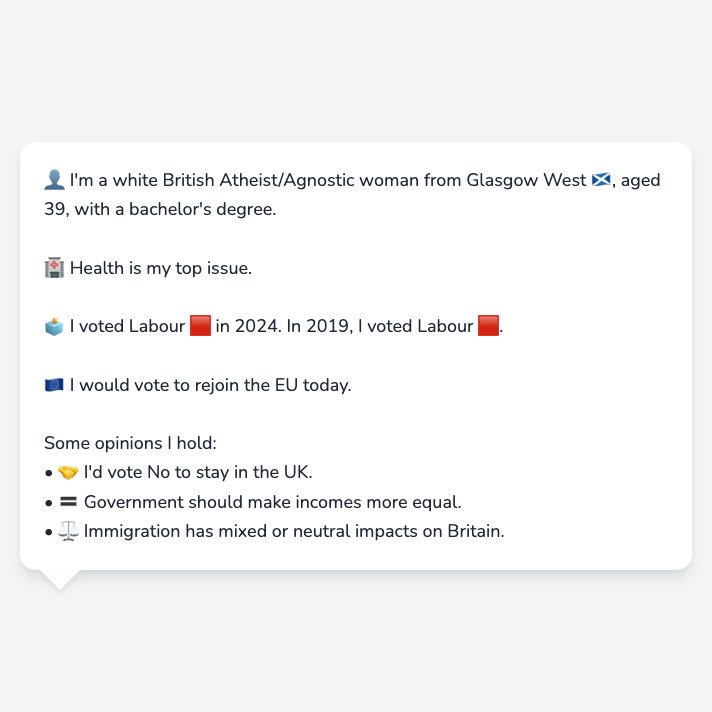 👤 I'm a white British Atheist/Agnostic woman from Glasgow West 🏴󠁧󠁢󠁳󠁣󠁴󠁿, aged
39, with a bachelor's degree.
🏥 Health is my top issue.
🗳️ I voted Labour 🟥 in 2024. In 2019, I voted Labour 🟥.
🇪🇺 I would vote to rejoin the EU today.
Some opinions I hold:
• 🤝 I'd vote No to stay in the UK.
• 🟰 Government should make incomes more equal.
• ⚖️ Immigration has mixed or neutral impacts on Britain.